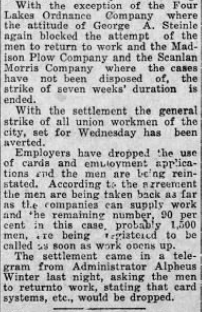 With the exception of the Four
Lakes Ordnance Company where
the attitude of George A. Steinle
again blocked the attempt of the
men to return to work and the Mad-
ison Plow Company and the Scanlan
Morris Company where the cases
have not been disposed of, the
strike of seven weeks' duration is
ended.
With the settlement the general
strike of all union workmen of the
city, set for Wednesday has been
averted.
Employers have dropped the use
of cards and employment applica-
tions and the men are being rein-
stated. According to the agreement
the men are being taken back as far
as the companies can supply work
and the remaining number, 90 per
cent in this case, probably 1,500
men, are being registered to be
called as soon as work opens up.
The settlement came in a tele-
gram from Administrator Alpheus
Winter last night, asking the men
to returnto work, stating that card
systems, etc., would be dropped.